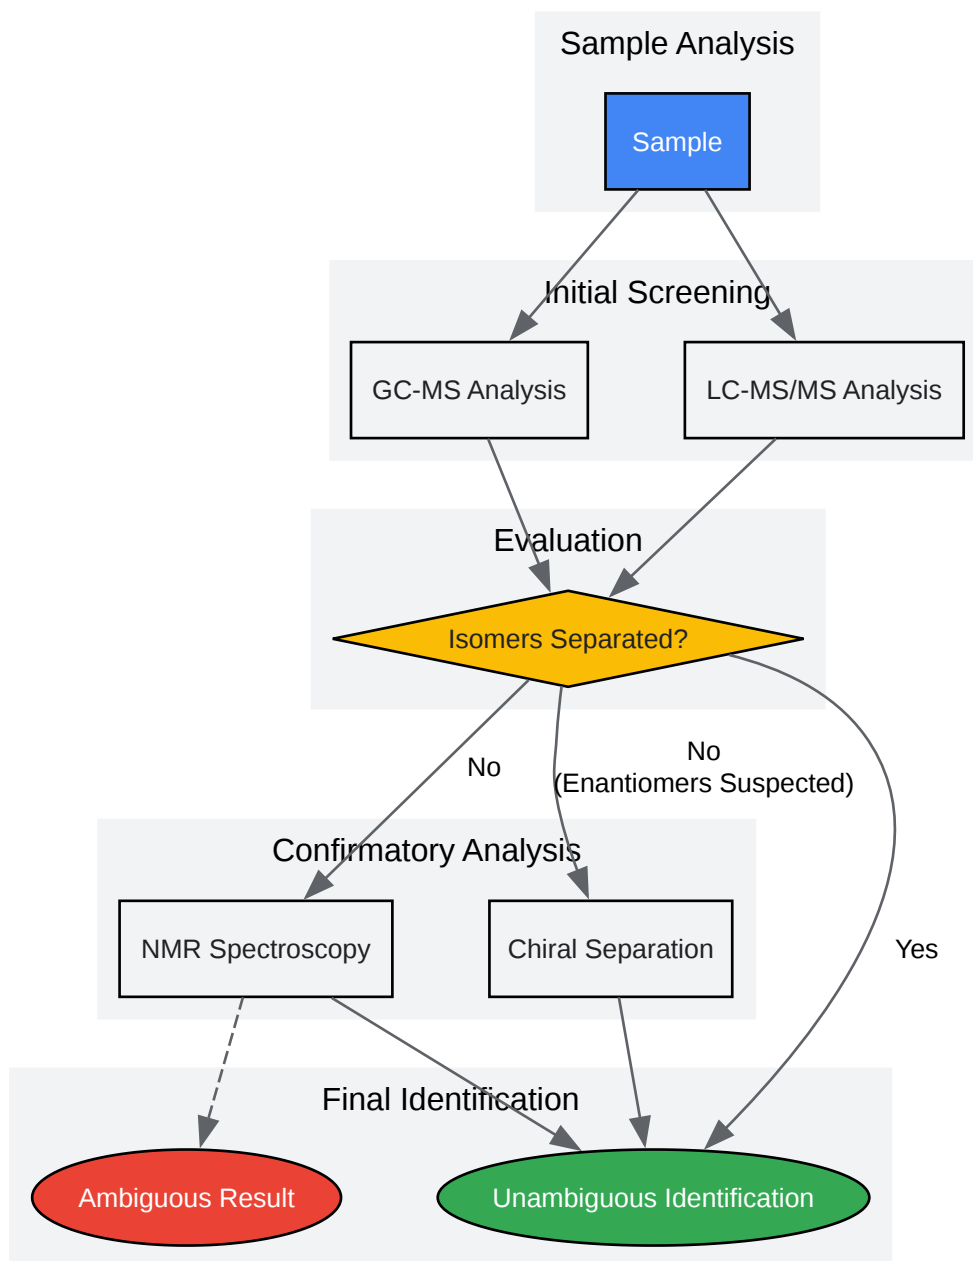 Sample Analysis
Sample
Initial Screening
GC-MS Analysis
LC-MS/MS Analysis
Evaluation
Isomers Separated?
No
No
(Enantiomers Suspected)
Confirmatory Analysis
NMR Spectroscopy
Chiral Separation
Yes
Final Identification
Ambiguous Result
Unambiguous Identification